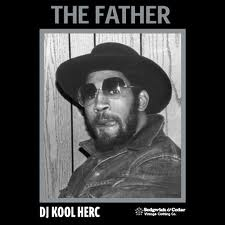 THE FATHER
DJ KOOL HERC
Sedgwick & Cedar
Vintage Clothing Co.